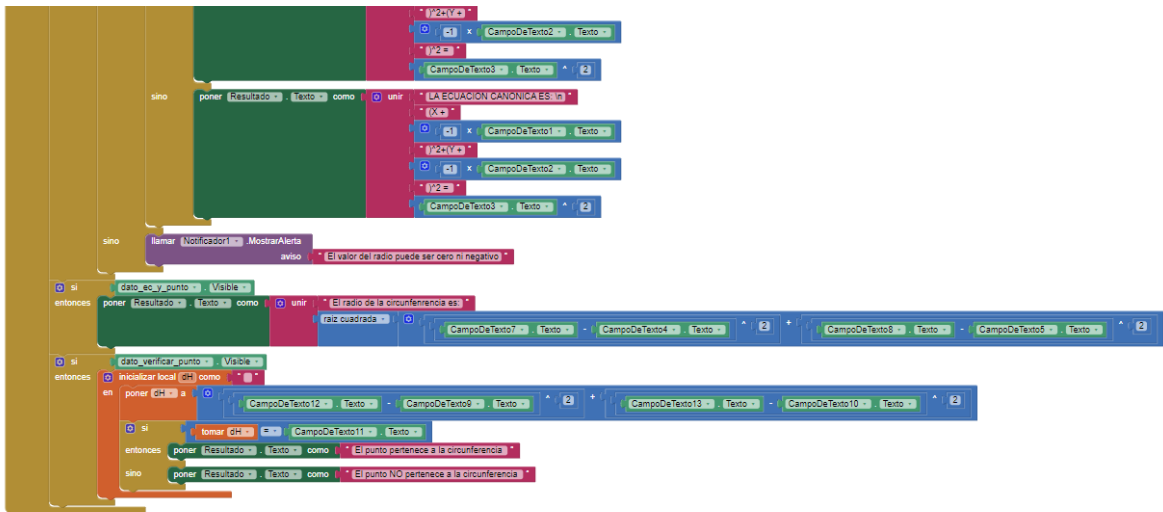 " )^2+(Y + "
-1 x CampoDeTexto2 . Texto
" )^2 = "
CampoDeTexto3 . Texto ^ 2
sino poner Resultado . Texto como unir " LA ECUACION CANONICA ES: \n "
" (X + "
-1 x CampoDeTexto1 . Texto
" )^2+(Y + "
-1 x CampoDeTexto2 . Texto
" )^2 = "
CampoDeTexto3 . Texto ^ 2
sino llamar Notificador1 .MostrarAlerta
aviso " El valor del radio puede ser cero ni negativo "
si dato_ec_y_punto . Visible
entonces poner Resultado . Texto como unir " El radio de la circunfenrencia es: "
raíz cuadrada CampoDeTexto7 . Texto - CampoDeTexto4 . Texto ^ 2 + CampoDeTexto8 . Texto - CampoDeTexto5 . Texto ^ 2
si dato_verificar_punto . Visible
entonces inicializar local dH como " "
en poner dH a CampoDeTexto12 . Texto - CampoDeTexto9 . Texto ^ 2 + CampoDeTexto13 . Texto - CampoDeTexto10 . Texto ^ 2
si tomar dH = CampoDeTexto11 . Texto
entonces poner Resultado . Texto como " El punto pertenece a la circunferencia "
sino poner Resultado . Texto como " El punto NO pertenece a la circunferencia "